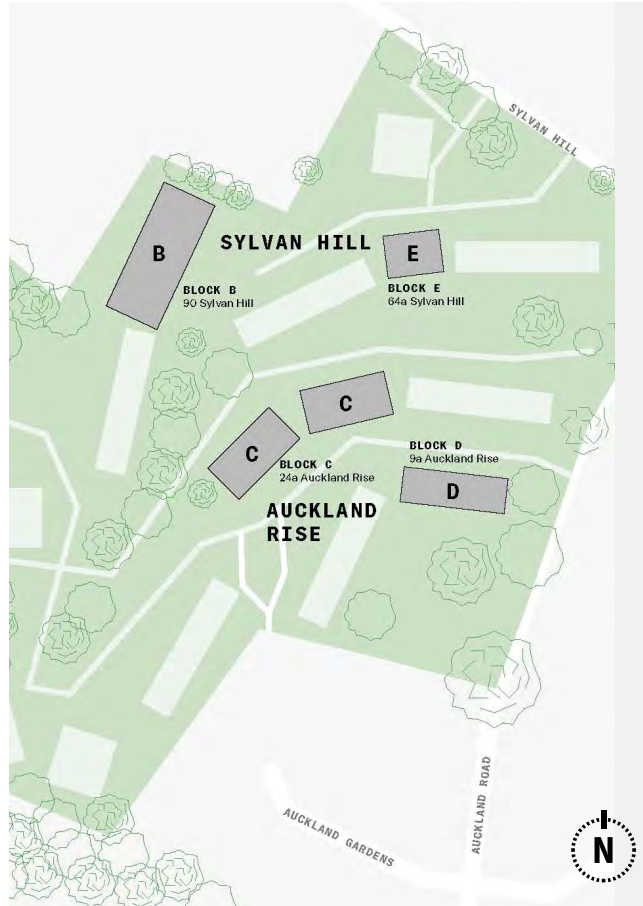 SYLVAN HILL
SYLVAN HILL
B
E
BLOCK B
90 Sylvan Hill
BLOCK E
64a Sylvan Hill
C
C
BLOCK C
24a Auckland Rise
BLOCK D
9a Auckland Rise
D
AUCKLAND
RISE
AUCKLAND ROAD
AUCKLAND GARDENS
N